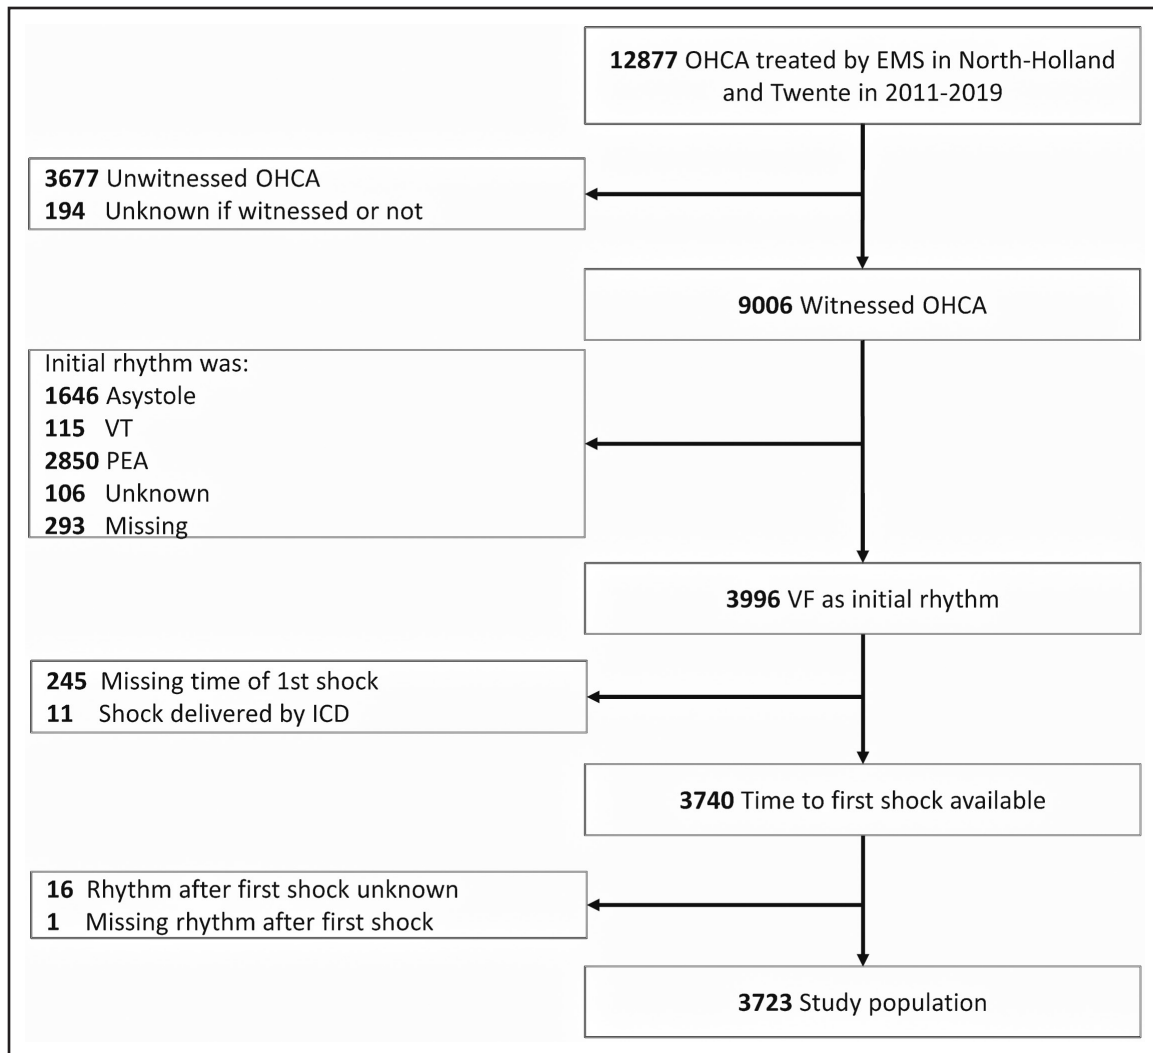 12877 OHCA treated by EMS in North-Holland
and Twente in 2011-2019
3677 Unwitnessed OHCA
194 Unknown if witnessed or not
9006 Witnessed OHCA
Initial rhythm was:
1646 Asystole
115 VT
2850 PEA
106 Unknown
293 Missing
3996 VF as initial rhythm
245 Missing time of 1st shock
11 Shock delivered by ICD
3740 Time to first shock available
16 Rhythm after first shock unknown
1 Missing rhythm after first shock
3723 Study population